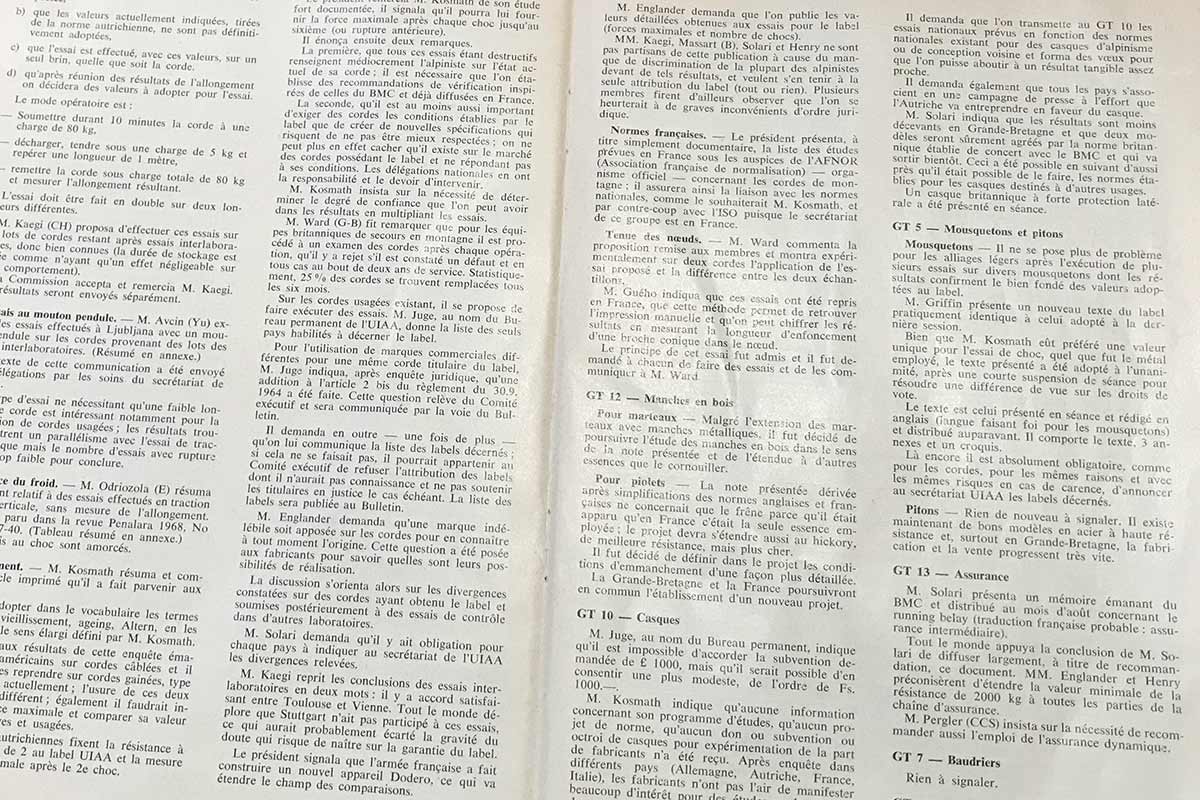 b) que les valeurs actuellement indiquées, tirées
de la norme autrichienne, ne sont pas définiti-
vement adoptées,
c) que l'essai est effectué, avec ces valeurs, sur un
seul brin, quelle que soit la corde.
d) qu'après réunion des résultats de l'allongement
on décidera des valeurs à adopter pour l'essai.
Le mode opératoire est :
— Soumettre durant 10 minutes la corde à une
charge de 80 kg,
— décharger, tendre sous une charge de 5 kg et
repérer une longueur de 1 mètre,
— remettre la corde sous charge totale de 80 kg
et mesurer l'allongement résultant.
L'essai doit être fait en double sur deux lon-
eurs différentes.
M. Kaegi (CH) proposa d'effectuer ces essais sur
lots de cordes restant après essais interlabora-
es, donc bien connues (la durée de stockage est
ie comme n'ayant qu'un effet négligeable sur
comportement).
a Commission accepta et remercia M. Kaegi.
résultats seront envoyés séparément.
ais au mouton pendule. — M. Avcin (Yu) ex-
les essais effectués à Ljubljana avec un mou-
endule sur les cordes provenant des lots des
interlaboratoires. (Résumé en annexe.)
texte de cette communication a été envoyé
élégations par les soins du secrétariat de
ype d'essai ne nécessitant qu'une faible lon-
e corde est intéressant notamment pour la
on de cordes usagées ; les résultats trou-
trent un parallélisme avec l'essai de trac-
que mais le nombre d'essais avec rupture
op faible pour conclure.
ce du froid. — M. Odriozola (E) résuma
nt relatif à des essais effectués en traction
erticale, sans mesure de l'allongement.
paru dans la revue Penalara 1968, NO
7-40. (Tableau résumé en annexe.)
is au choc sont amorcés.
ment. — M. Kosmath résuma et com-
cle imprimé qu'il a fait parvenir aux
dopter dans le vocabulaire les termes
vieillissement, ageing, Altern, en les
le sens élargi défini par M. Kosmath.
aux résultats de cette enquête éma-
américains sur cordes câblées et il
es reprendre sur cordes gainées, type
actuellement ; l'usure de ces deux
différent ; également il faudrait in-
ce maximale et comparer sa valeur
ves et usagées.
autrichiennes fixent la résistance à
de 2 au label UIAA et la mesure
male après le 2e choc.
Le président remercia M. Kosmath de son étude
fort documentée, il signala qu'il pourra lui four-
nir la force maximale après chaque choc jusqu'au
sixième (ou rupture antérieure).
Il énonça ensuite deux remarques.
La première, que tous ces essais étant destructifs
renseignent médiocrement l'alpiniste sur l'état ac-
tuel de sa corde ; il est nécessaire que l'on éta-
blisse des recommandations de vérification inspi-
rées de celles du BMC et déjà diffusées en France.
La seconde, qu'il est au moins aussi important
d'exiger des cordes les conditions établies par le
label que de créer de nouvelles spécifications qui
risquent de ne pas être mieux respectées ; on ne
peut plus en effet cacher qu'il existe sur le marché
des cordes possédant le label et ne répondant pas
à ses conditions. Les délégations nationales en ont
la responsabilité et le devoir d'intervenir.
M. Kosmath insista sur la nécessité de déter-
miner le degré de confiance que l'on peut avoir
dans les résultats en multipliant les essais.
M. Ward (G-B) fit remarquer que pour les équi-
pes britanniques de secours en montagne il est pro-
cédé à un examen des cordes après chaque opéra-
tion, qu'il y a rejet s'il est constaté un défaut et en
tous cas au bout de deux ans de service. Statistique-
ment, 25 % des cordes se trouvent remplacées tous
les six mois.
Sur les cordes usagées existant, il se propose de
faire exécuter des essais. M. Juge, au nom du Bu-
reau permanent de l'UIAA, donne la liste des seuls
pays habilités à décerner le label.
Pour l'utilisation de marques commerciales dif-
férentes pour une même corde titulaire du label,
M. Juge indiqua, après enquête juridique, qu'une
addition à l'article 2 bis du règlement du 30.9.
1964 a été faite. Cette question relève du Comité
exécutif et sera communiquée par la voie du Bul-
letin.
Il demanda en outre — une fois de plus —
qu'on lui communique la liste des labels décernés ;
si cela ne se faisait pas, il pourrait appartenir au
Comité exécutif de refuser l'attribution des labels
dont il n'aurait pas connaissance et ne pas soutenir
les titulaires en justice le cas échéant. La liste des
labels sera publiée au Bulletin.
M. Englander demanda qu'une marque indé-
lébile soit apposée sur les cordes pour en connaître
à tout moment l'origine. Cette question a été posée
aux fabricants pour savoir quelles sont leurs pos-
sibilités de réalisation.
La discussion s'orienta alors sur les divergences
constatées sur des cordes ayant obtenu le label et
soumises postérieurement à des essais de contrôle
dans d'autres laboratoires.
M. Solari demanda qu'il y ait obligation pour
chaque pays à indiquer au secrétariat de l'UIAA
les divergences relevées.
M. Kaegi reprit les conclusions des essais inter-
laboratoires en deux mots : il y a accord satisfai-
sant entre Toulouse et Vienne. Tout le monde dé-
plore que Stuttgart n'ait pas participé à ces essais,
ce qui aurait probablement écarté la gravité du
doute qui risque de naître sur la garantie du label.
Le président signala que l'armée française a fait
construire un nouvel appareil Dodero, ce qui va
étendre le champ des comparaisons.
M. Englander demanda que l'on publie les va-
leurs détaillées obtenues aux essais pour le label
(forces maximales et nombre de chocs).
MM. Kaegi, Massart (B), Solari et Henry ne sont
pas partisans de cette publication à cause du man-
que de discrimination de la plupart des alpinistes
devant de tels résultats, et veulent s'en tenir à la
seule attribution du label (tout ou rien). Plusieurs
membres firent d'ailleurs observer que l'on se
heurterait à de graves inconvénients d'ordre juri-
dique.
Normes françaises. — Le président présenta, à
titre simplement documentaire, la liste des études
prévues en France sous les auspices de l'AFNOR
(Association française de normalisation) — orga-
nisme officiel — concernant les cordes de mon-
tagne ; il assurera ainsi la liaison avec les normes
nationales, comme le souhaiterait M. Kosmath, et
par contre-coup avec l'ISO puisque le secrétariat
de ce groupe est en France.
Tenue des nœuds. — M. Ward commenta la
proposition remise aux membres et montra expéri-
mentalement sur deux cordes l'application de l'es-
sai proposé et la différence entre les deux échan-
tillons.
M. Guého indiqua que ces essais ont été repris
en France, que cette méthode permet de retrouver
l'impression manuelle et qu'on peut chiffrer les ré-
sultats en mesurant la longueur d'enfoncement
d'une broche conique dans le nœud.
Le principe de cet essai fut admis et il fut de-
mandé à chacun de faire des essais et de les com-
muniquer à M. Ward.
GT 12 — Manches en bois
Pour marteaux — Malgré l'extension des mar-
teaux avec manches métalliques, il fut décidé de
poursuivre l'étude des manches en bois dans le sens
de la note présentée et de l'étendue à d'autres
essences que le cornouiller.
Pour piolets — La note présentée dérivée
après simplifications des normes anglaises et fran-
çaises ne concernait que le frêne parce qu'il était
apparu qu'en France c'était la seule essence em-
ployée ; le projet devra s'étendre aussi au hickory,
de meilleure résistance, mais plus cher.
Il fut décidé de définir dans le projet les condi-
tions d'emmanchement d'une façon plus détaillée.
La Grande-Bretagne et la France poursuivront
en commun l'établissement d'un nouveau projet.
GT 10 — Casques
M. Juge, au nom du Bureau permanent, indique
qu'il est impossible d'accorder la subvention de-
mandée de £ 1000, mais qu'il serait possible d'en
consentir une plus modeste, de l'ordre de Fs.
1000.—.
M. Kosmath indique qu'aucune information
concernant son programme d'études, qu'aucun pro-
jet de norme, qu'aucun don ou subvention ou
octroi de casques pour expérimentation de la part
de fabricants n'a été reçu. Après enquête dans
différents pays (Allemagne, Autriche, France,
Italie), les fabricants n'ont pas l'air de manifester
beaucoup d'intérêt pour des
Il demanda que l'on transmette au GT 10 les
essais nationaux prévus en fonction des normes
nationales existant pour des casques d'alpinisme
ou de conception voisine et forma des vœux pour
que l'on puisse aboutir à un résultat tangible assez
proche.
Il demanda également que tous les pays s'asso-
cient en une campagne de presse à l'effort que
l'Autriche va entreprendre en faveur du casque.
M. Solari indiqua que les résultats sont moins
décevants en Grande-Bretagne et que deux mo-
dèles seront sûrement agréés par la norme britan-
nique établie de concert avec le BMC et qui va
sortir bientôt. Ceci a été possible en suivant d'aussi
près qu'il était possible de le faire, les normes éta-
blies pour les casques destinés à d'autres usages.
Un casque britannique à forte protection laté-
rale a été présenté en séance.
GT 5 — Mousquetons et pitons
Mousquetons — Il ne se pose plus de problème
pour les alliages légers après l'exécution de plu-
sieurs essais sur divers mousquetons dont les ré-
sultats confirment le bien fondé des valeurs adop-
tées au label.
M. Griffin présente un nouveau texte du label
pratiquement identique à celui adopté à la der-
nière session.
Bien que M. Kosmath eût préféré une valeur
unique pour l'essai de choc, quel que fut le métal
employé, le texte présenté a été adopté à l'unani-
mité, après une courte suspension de séance pour
résoudre une différence de vue sur les droits de
vote.
Le texte est celui présenté en séance et rédigé en
anglais (langue faisant foi pour les mousquetons)
et distribué auparavant. Il comporte le texte, 3 an-
nexes et un croquis.
Là encore il est absolument obligatoire, comme
pour les cordes, pour les mêmes raisons et avec
les mêmes risques en cas de carence, d'annoncer
au secrétariat UIAA les labels décernés.
Pitons — Rien de nouveau à signaler. Il existe
maintenant de bons modèles en acier à haute ré-
sistance et, surtout en Grande-Bretagne, la fabri-
cation et la vente progressent très vite.
GT 13 — Assurance
M. Solari présenta un mémoire émanant du
BMC et distribué au mois d'août concernant le
running belay (traduction française probable : assu-
rance intermédiaire).
Tout le monde appuya la conclusion de M. So-
lari de diffuser largement, à titre de recomman-
dation, ce document. MM. Englander et Henry
préconisèrent d'étendre la valeur minimale de la
résistance de 2000 kg à toutes les parties de la
chaîne d'assurance.
M. Pergler (CCS) insista sur la nécessité de recom-
mander aussi l'emploi de l'assurance dynamique.
GT 7 — Baudriers
Rien à signaler.